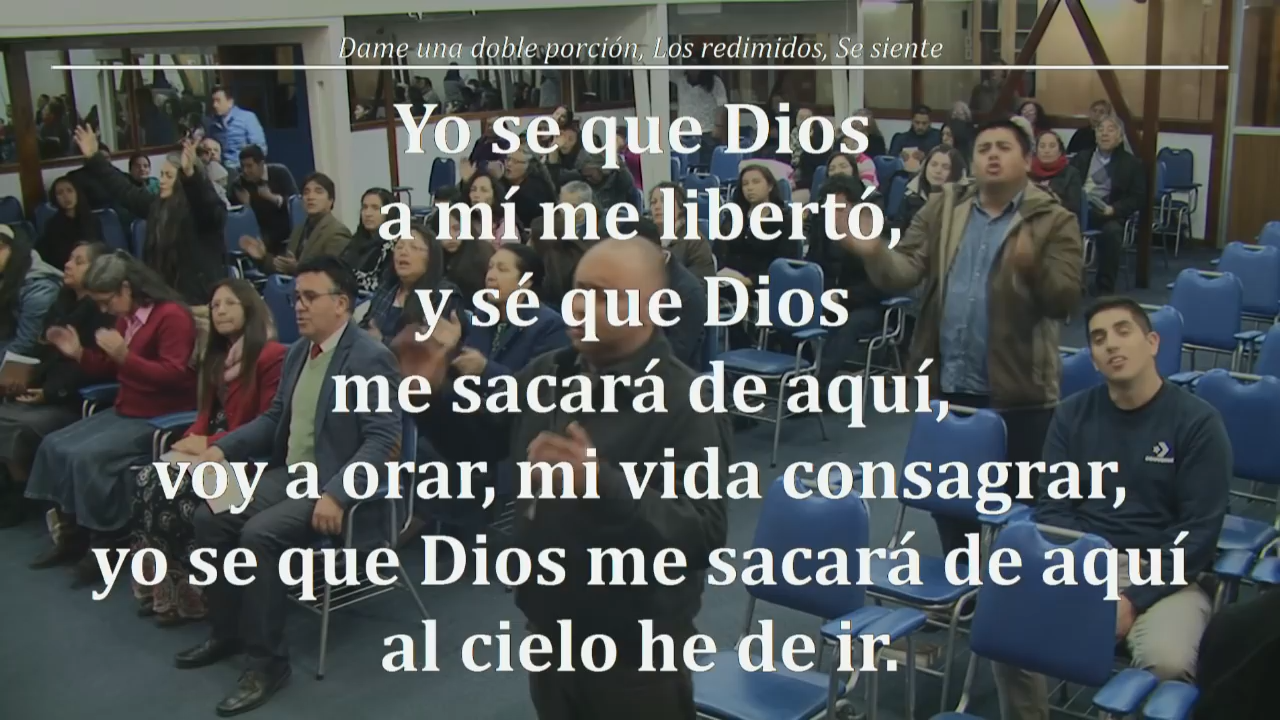 Dame una doble porción, Los redimidos, Se siente
Yo se que Dios
a mí me libertó,
y sé que Dios
me sacará de aquí,
voy a orar, mi vida consagrar,
yo se que Dios me sacará de aquí
al cielo he de ir.
CONVERSE